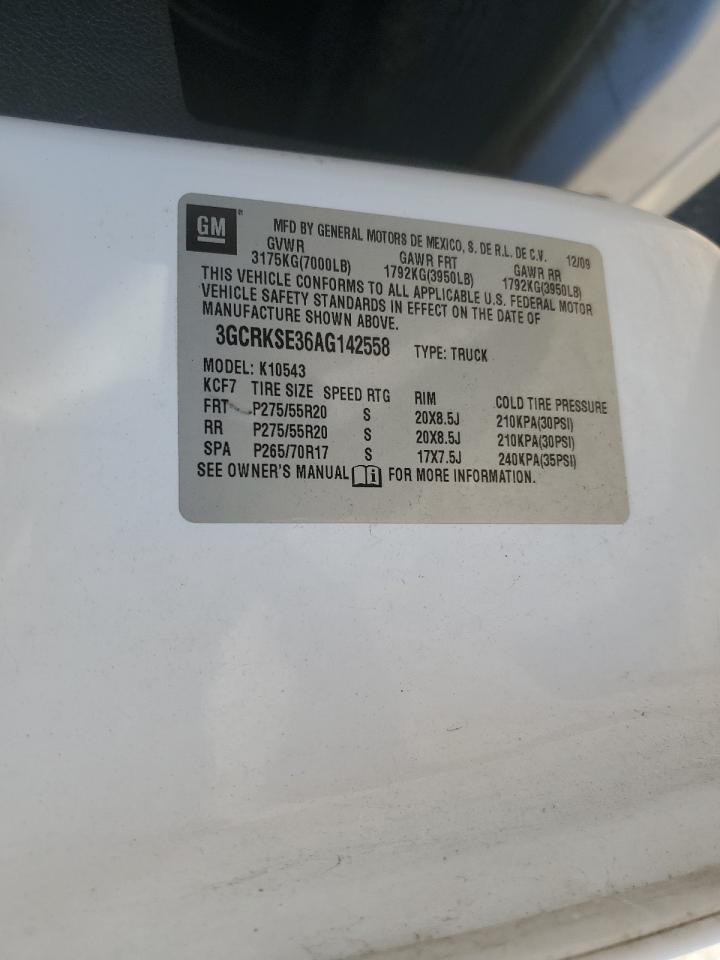 GM
MFD BY GENERAL MOTORS DE MEXICO, S. DE R.L. DE C.V. 12/09
GVWR GAWR FRT GAWR RR
3175KG(7000LB) 1792KG(3950LB) 1792KG(3950LB)
THIS VEHICLE CONFORMS TO ALL APPLICABLE U.S. FEDERAL MOTOR
VEHICLE SAFETY STANDARDS IN EFFECT ON THE DATE OF
MANUFACTURE SHOWN ABOVE.
3GCRKSE36AG142558 TYPE: TRUCK
MODEL: K10543
KCF7 TIRE SIZE SPEED RTG RIM COLD TIRE PRESSURE
FRT P275/55R20 S 20X8.5J 210KPA(30PSI)
RR P275/55R20 S 20X8.5J 210KPA(30PSI)
SPA P265/70R17 S 17X7.5J 240KPA(35PSI)
SEE OWNER'S MANUAL FOR MORE INFORMATION.